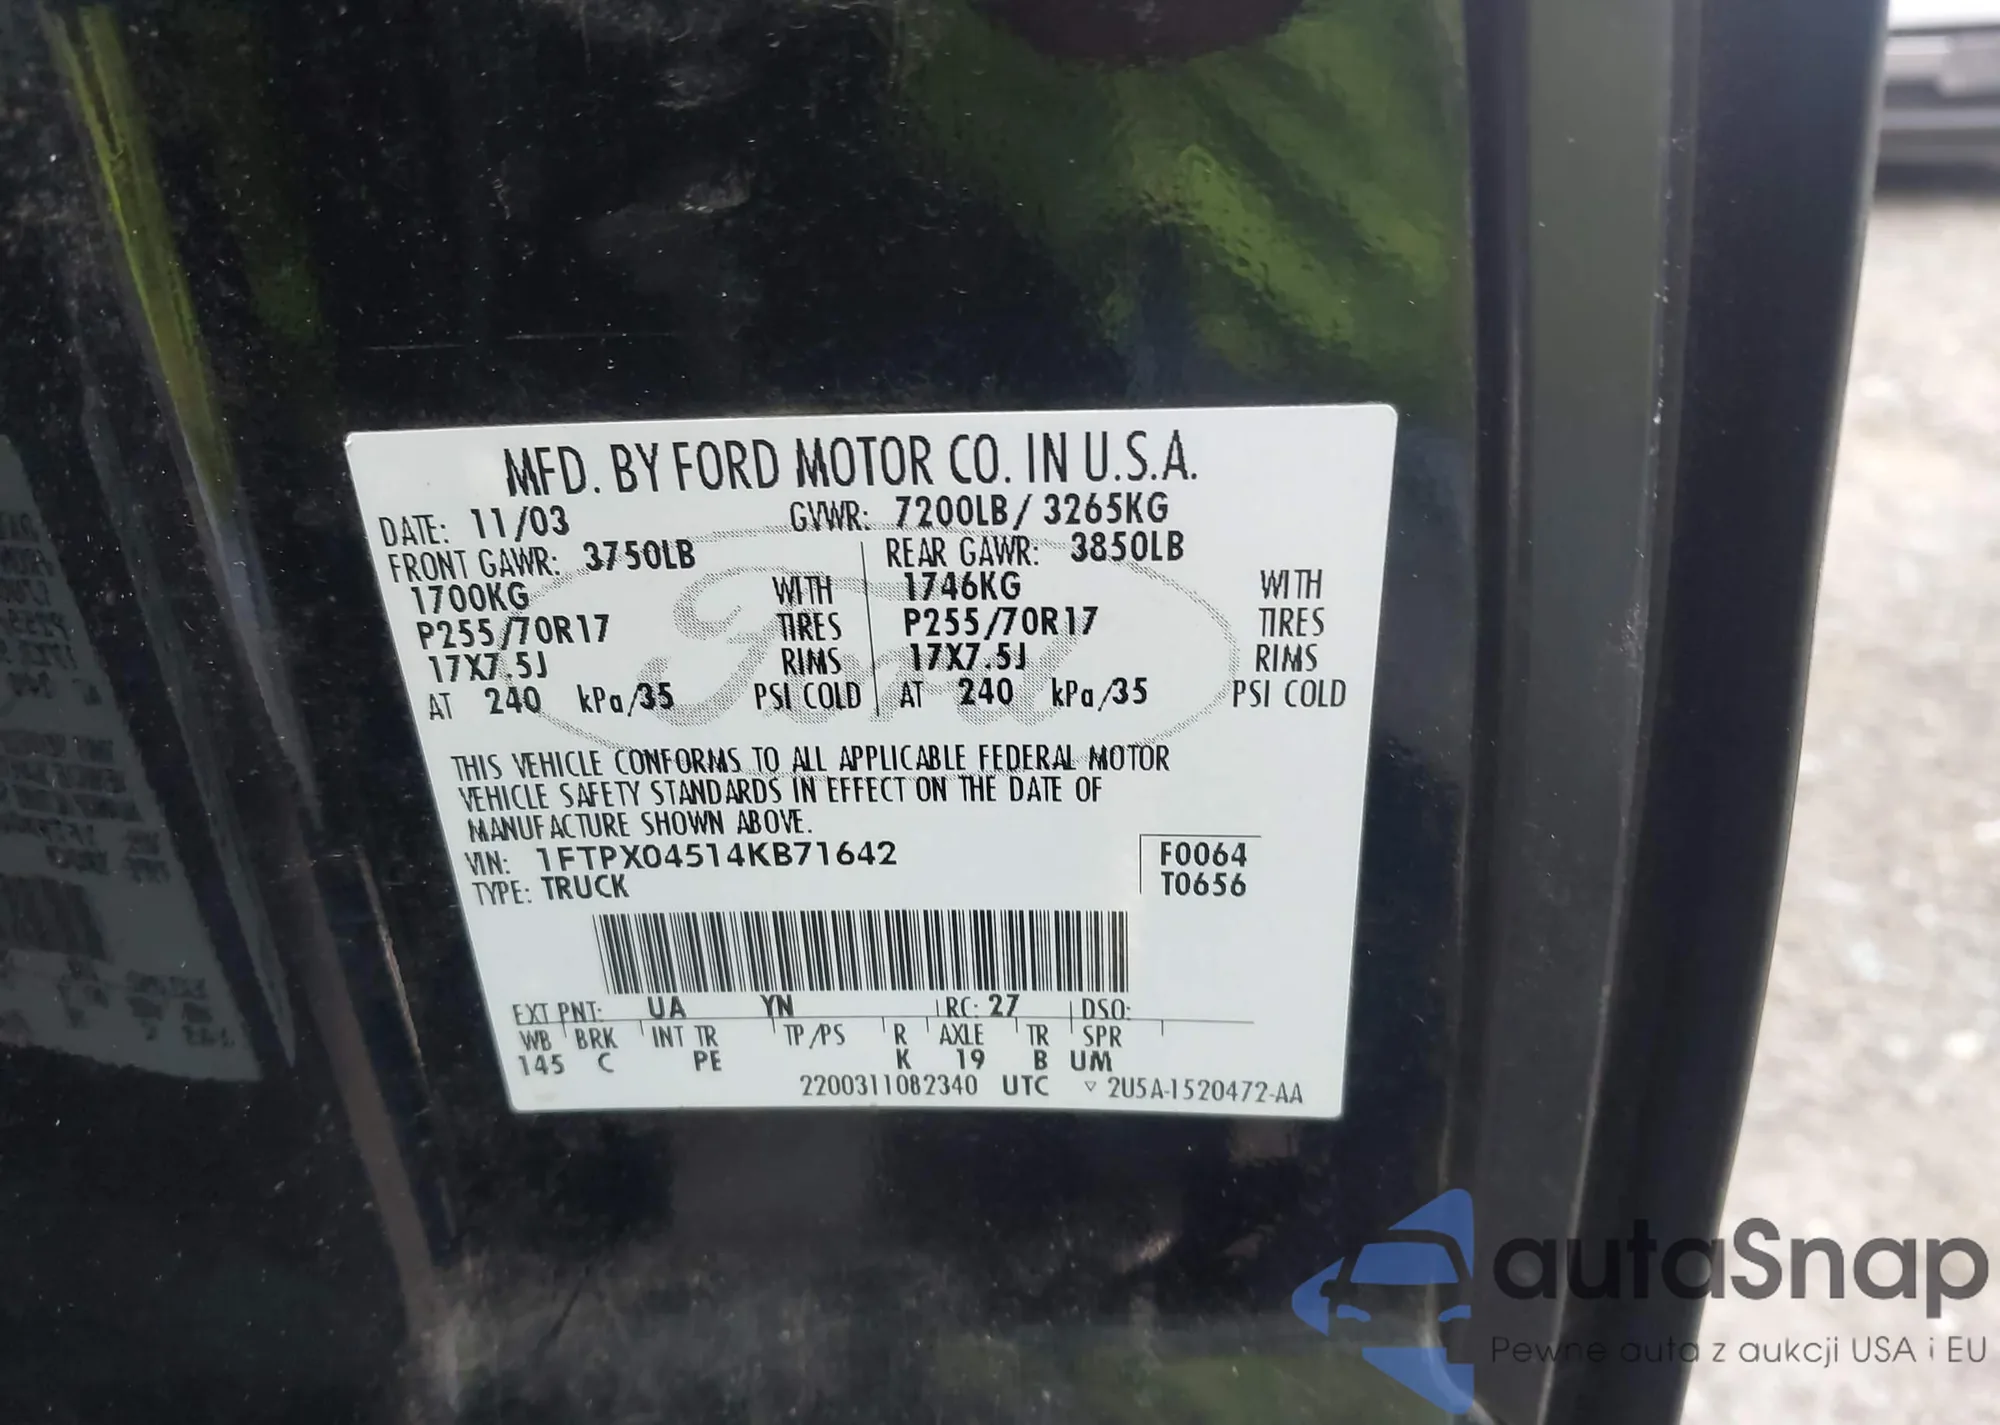 MFD. BY FORD MOTOR CO. IN U.S.A.
DATE: 11/03 GVWR: 7200LB / 3265KG
FRONT GAWR: 3750LB REAR GAWR: 3850LB
1700KG WITH 1746KG WITH
P255/70R17 TIRES P255/70R17 TIRES
17X7.5J RIMS 17X7.5J RIMS
AT 240 kPa/35 PSI COLD AT 240 kPa/35 PSI COLD
Ford
THIS VEHICLE CONFORMS TO ALL APPLICABLE FEDERAL MOTOR
VEHICLE SAFETY STANDARDS IN EFFECT ON THE DATE OF
MANUFACTURE SHOWN ABOVE.
VIN: 1FTPX04514KB71642 F0064
TYPE: TRUCK T0656
EXT PNT: UA YN RC: 27 DSO:
WB BRK INT TR TP/PS R AXLE TR SPR
145 C PE K 19 B UM
2200311082340 UTC ▽ 2U5A-1520472-AA
autaSnap
Pewne auta z aukcji USA i EU